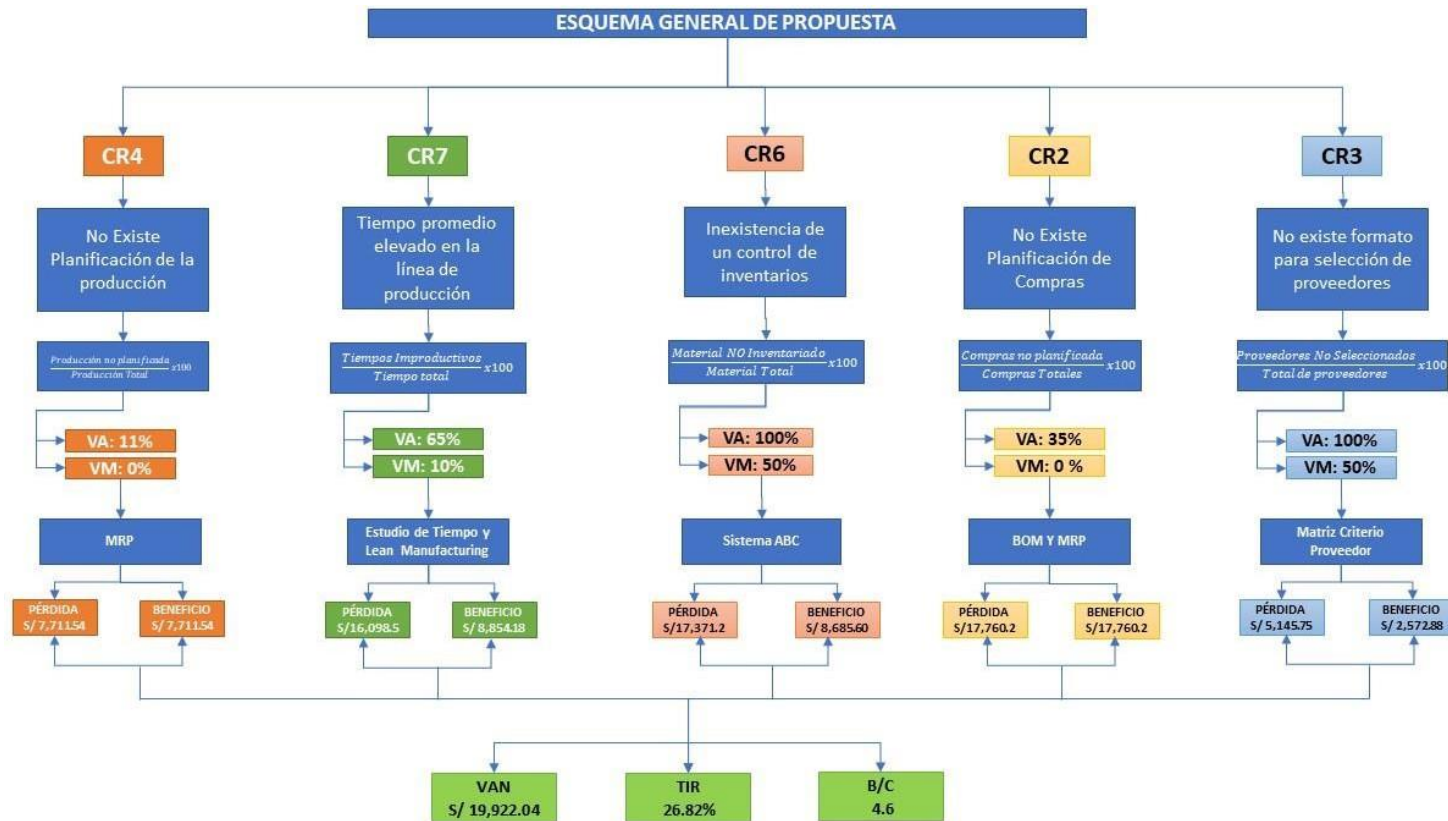 ESQUEMA GENERAL DE PROPUESTA
CR4
CR7
CR6
CR2
CR3
No Existe
Planificación de la
producción
Tiempo promedio
elevado en la
línea de
producción
Inexistencia de
un control de
inventarios
No Existe
Planificación de
Compras
No existe formato
para selección de
proveedores
Producción no planificada
Producción Total
x100
Tiempos Improductivos
Tiempo total
x100
Material NO Inventariado
Material Total
x100
Compras no planificada
Compras Totales
x100
Proveedores No Seleccionados
Total de proveedores
x100
VA: 11%
VM: 0%
VA: 65%
VM: 10%
VA: 100%
VM: 50%
VA: 35%
VM: 0 %
VA: 100%
VM: 50%
MRP
Estudio de Tiempo y
Lean Manufacturing
Sistema ABC
BOM Y MRP
Matriz Criterio
Proveedor
PÉRDIDA
S/ 7,711.54
BENEFICIO
S/ 7,711.54
PÉRDIDA
S/16,098.5
BENEFICIO
S/ 8,854.18
PÉRDIDA
S/17,371.2
BENEFICIO
S/ 8,685.60
PÉRDIDA
S/17,760.2
BENEFICIO
S/17,760.2
PÉRDIDA
S/ 5,145.75
BENEFICIO
S/ 2,572.88
VAN
S/ 19,922.04
TIR
26.82%
B/C
4.6